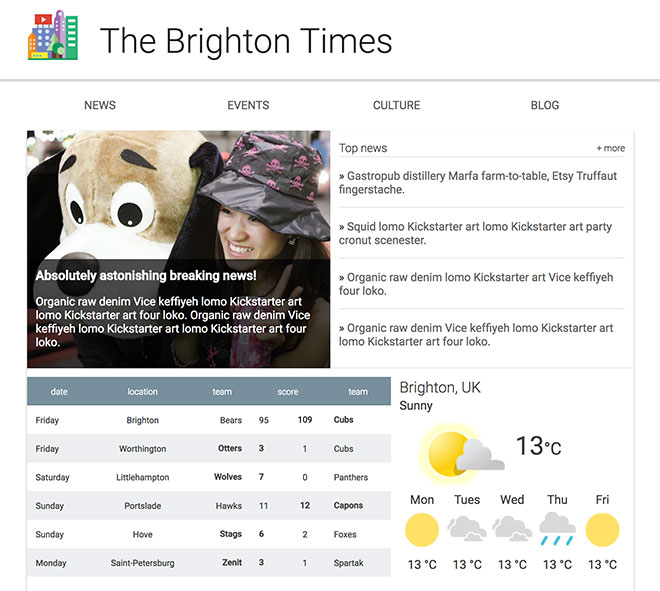 The Brighton Times
NEWS EVENTS CULTURE BLOG
Absolutely astonishing breaking news!
Organic raw denim Vice keffiyeh lomo Kickstarter art
lomo Kickstarter art four loko. Organic raw denim Vice
keffiyeh lomo Kickstarter art lomo Kickstarter art four
loko.
Top news + more
» Gastropub distillery Marfa farm-to-table, Etsy Truffaut
fingerstache.
» Squid lomo Kickstarter art lomo Kickstarter art party
cronut scenester.
» Organic raw denim lomo Kickstarter art Vice keffiyeh
four loko.
» Organic raw denim Vice keffiyeh lomo Kickstarter art
lomo Kickstarter art four loko.
date location team score team
Friday Brighton Bears 95 109 Cubs
Friday Worthington Otters 3 1 Cubs
Saturday Littlehampton Wolves 7 0 Panthers
Sunday Portslade Hawks 11 12 Capons
Sunday Hove Stags 6 2 Foxes
Monday Saint-Petersburg Zenit 3 1 Spartak
Brighton, UK
Sunny
13°C
Mon Tues Wed Thu Fri
13 °C 13 °C 13 °C 13 °C 13 °C